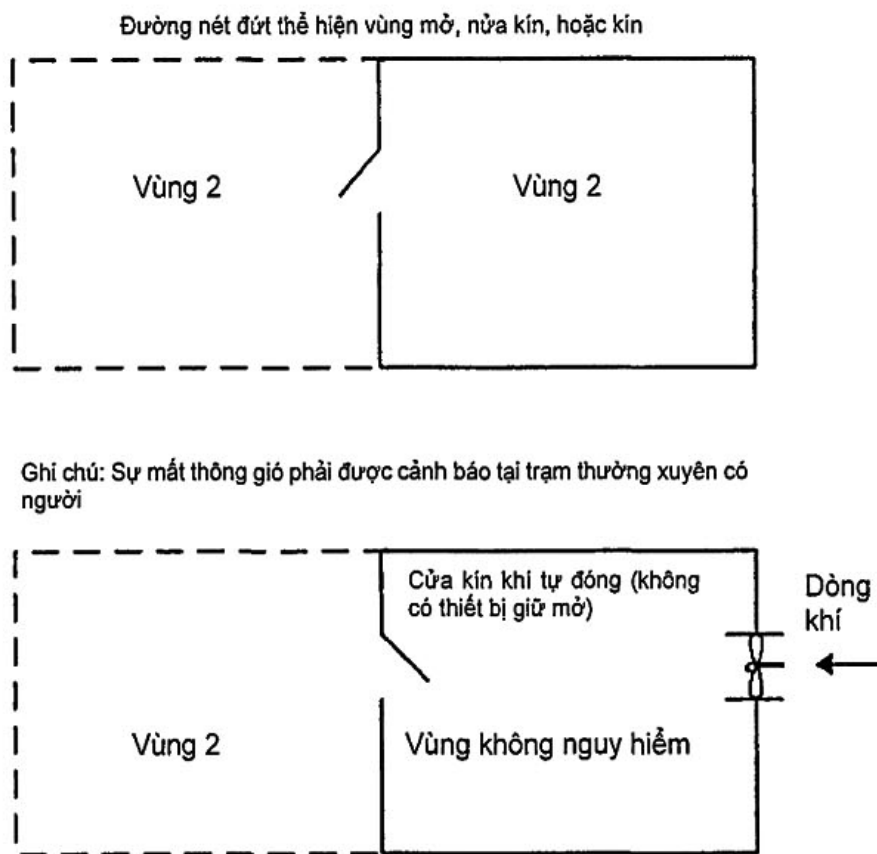 Đường nét đứt thể hiện vùng mở, nửa kín, hoặc kín
Vùng 2
Vùng 2
Ghi chú: Sự mất thông gió phải được cảnh báo tại trạm thường xuyên có
người
Cửa kín khí tự đóng (không
có thiết bị giữ mở)
Dòng
khí
Vùng 2
Vùng không nguy hiểm